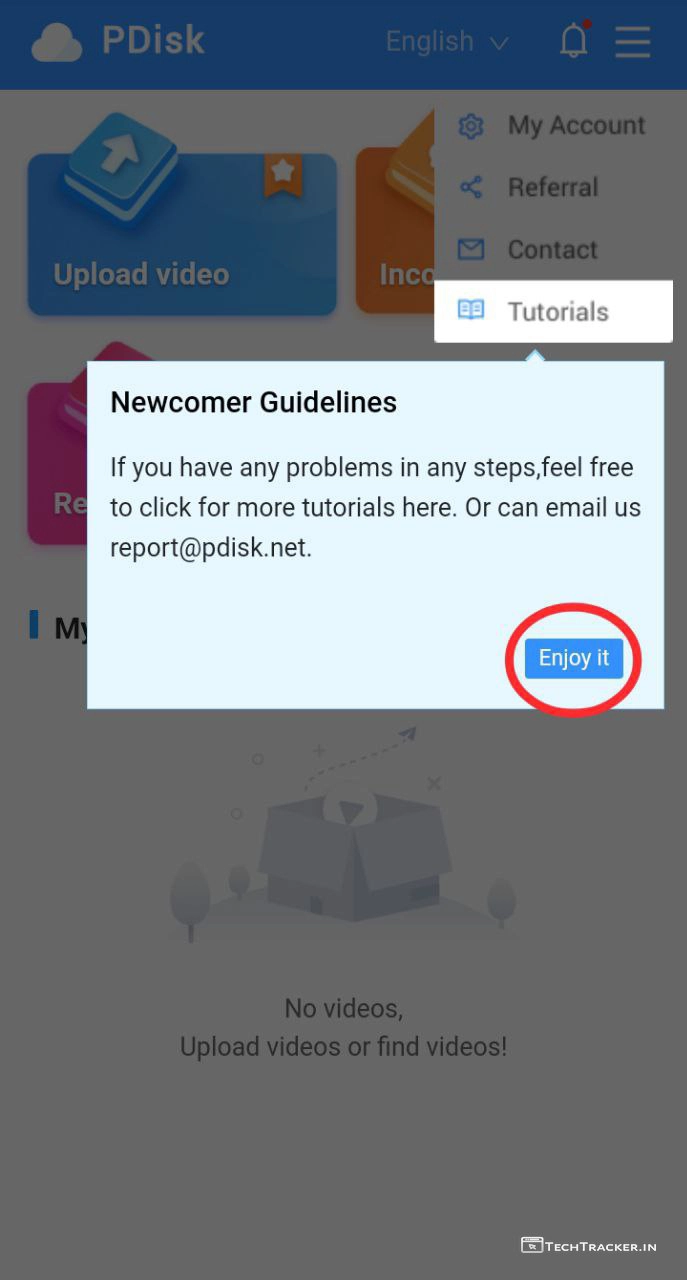 PDisk
English
My Account
Referral
Contact
Tutorials
Upload video
Inco
Newcomer Guidelines
If you have any problems in any steps,feel free
to click for more tutorials here. Or can email us
report@pdisk.net.
Enjoy it
Re
My
No videos,
Upload videos or find videos!
TECHTRACKER.IN